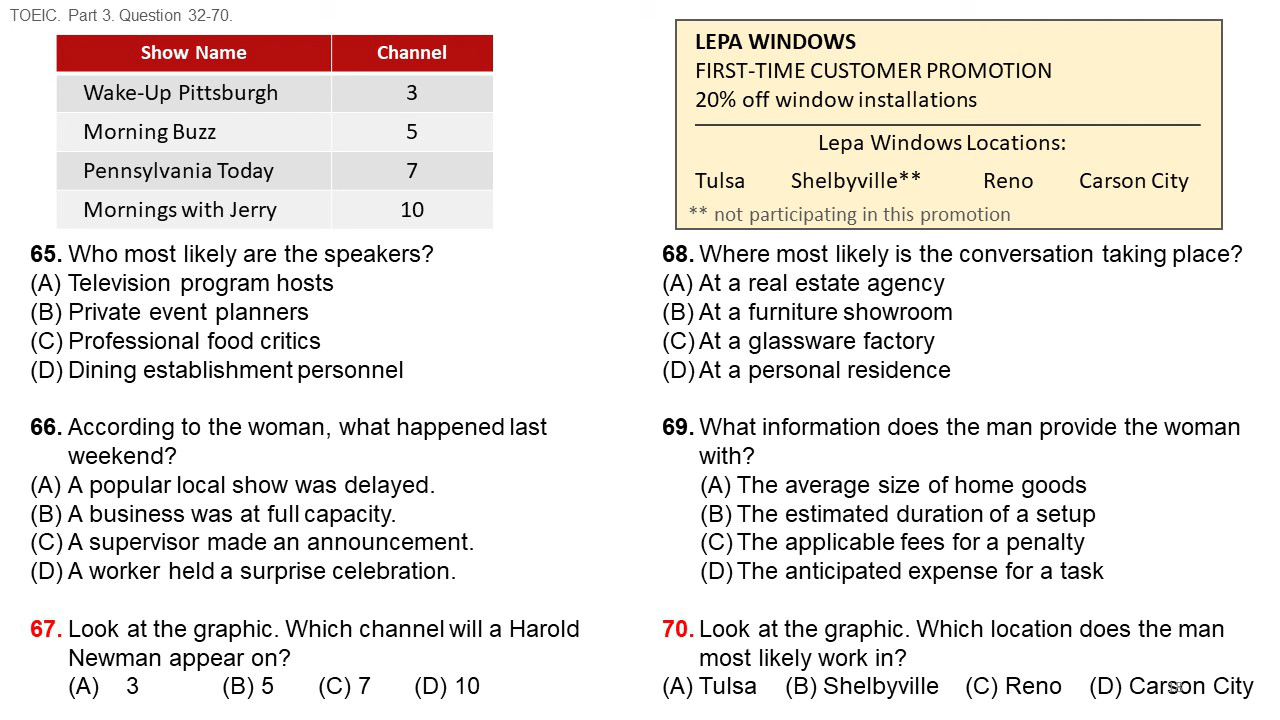 TOEIC. Part 3. Question 32-70.
Show Name Channel
Wake-Up Pittsburgh 3
Morning Buzz 5
Pennsylvania Today 7
Mornings with Jerry 10
65. Who most likely are the speakers?
(A) Television program hosts
(B) Private event planners
(C) Professional food critics
(D) Dining establishment personnel
66. According to the woman, what happened last
weekend?
(A) A popular local show was delayed.
(B) A business was at full capacity.
(C) A supervisor made an announcement.
(D) A worker held a surprise celebration.
67. Look at the graphic. Which channel will a Harold
Newman appear on?
(A) 3 (B) 5 (C) 7 (D) 10
LEPA WINDOWS
FIRST-TIME CUSTOMER PROMOTION
20% off window installations
Lepa Windows Locations:
Tulsa Shelbyville** Reno Carson City
** not participating in this promotion
68. Where most likely is the conversation taking place?
(A) At a real estate agency
(B) At a furniture showroom
(C) At a glassware factory
(D) At a personal residence
69. What information does the man provide the woman
with?
(A) The average size of home goods
(B) The estimated duration of a setup
(C) The applicable fees for a penalty
(D) The anticipated expense for a task
70. Look at the graphic. Which location does the man
most likely work in?
(A) Tulsa (B) Shelbyville (C) Reno (D) Carson City